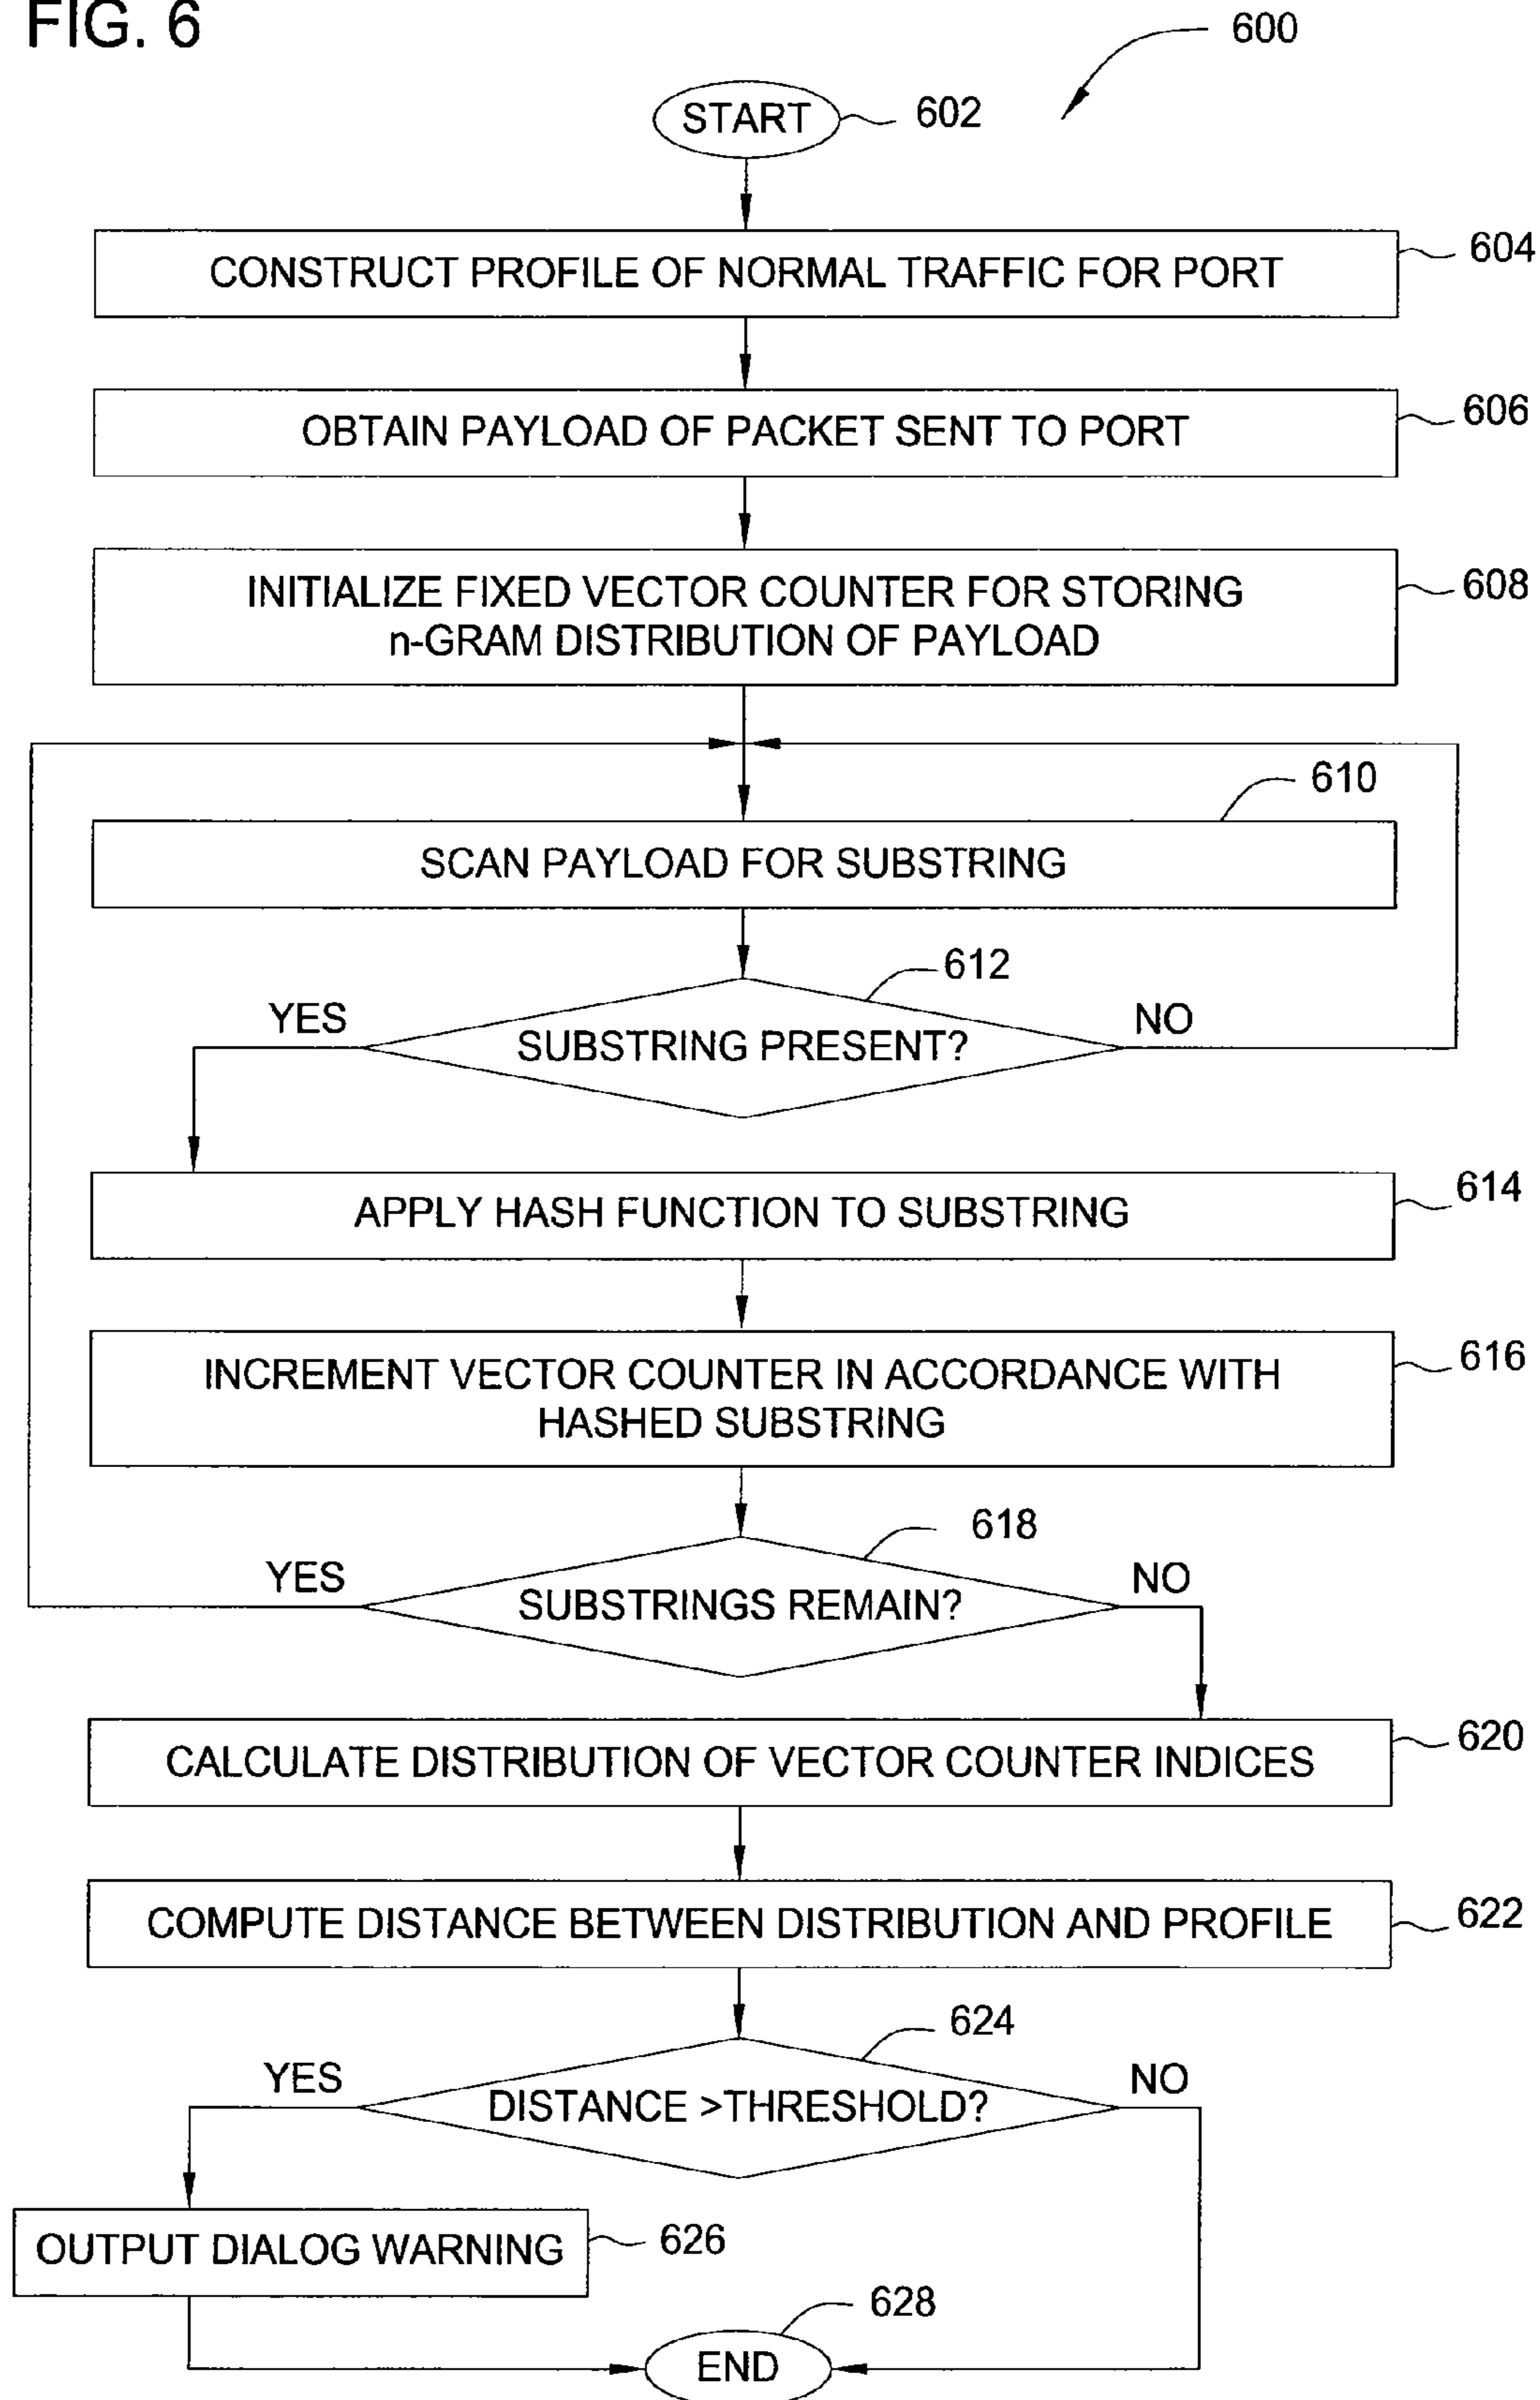 FIG. 6
600
START
602
CONSTRUCT PROFILE OF NORMAL TRAFFIC FOR PORT
604
OBTAIN PAYLOAD OF PACKET SENT TO PORT
606
INITIALIZE FIXED VECTOR COUNTER FOR STORING
n-GRAM DISTRIBUTION OF PAYLOAD
608
610
SCAN PAYLOAD FOR SUBSTRING
612
YES
SUBSTRING PRESENT?
NO
APPLY HASH FUNCTION TO SUBSTRING
614
INCREMENT VECTOR COUNTER IN ACCORDANCE WITH
HASHED SUBSTRING
616
618
YES
SUBSTRINGS REMAIN?
NO
CALCULATE DISTRIBUTION OF VECTOR COUNTER INDICES
620
COMPUTE DISTANCE BETWEEN DISTRIBUTION AND PROFILE
622
624
YES
DISTANCE >THRESHOLD?
NO
OUTPUT DIALOG WARNING
626
628
END